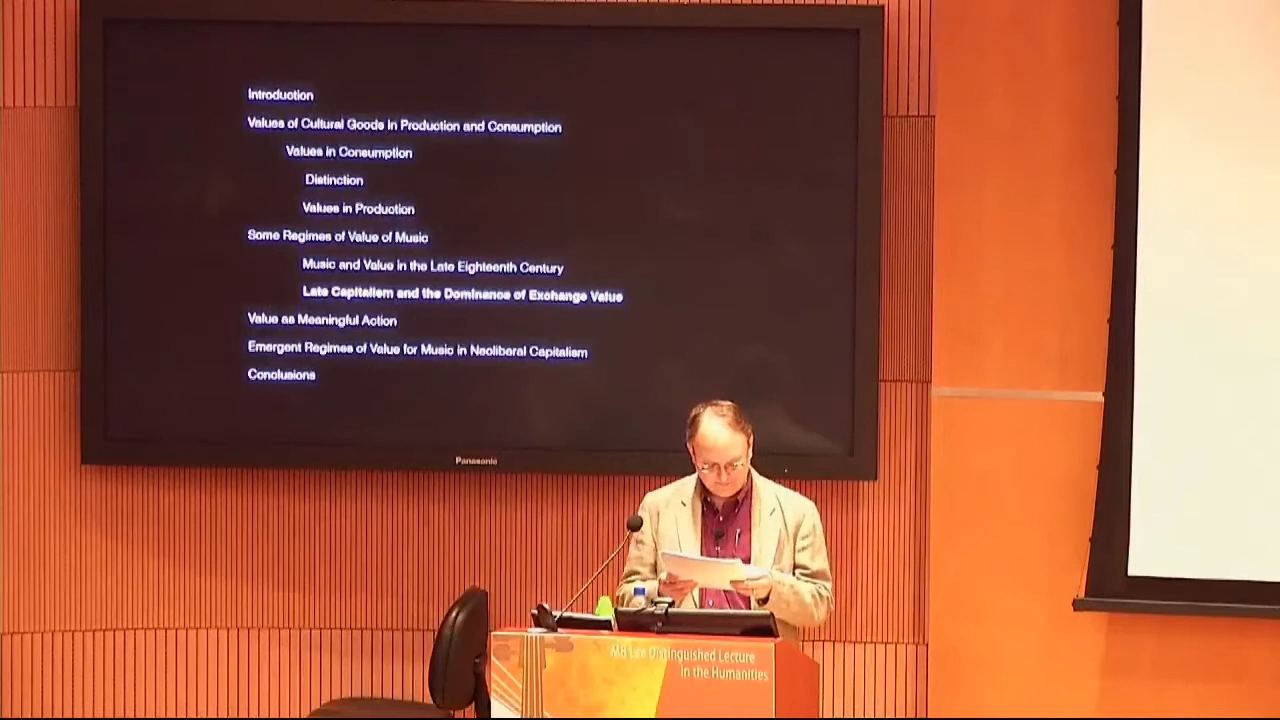 Introduction
Values of Cultural Goods in Production and Consumption
Values in Consumption
Distinction
Values in Production
Some Regimes of Value of Music
Music and Value in the Late Eighteenth Century
Late Capitalism and the Dominance of Exchange Value
Value as Meaningful Action
Emergent Regimes of Value for Music in Neoliberal Capitalism
Conclusions
Panasonic
MB Lee Distinguished Lecture
in the Humanities